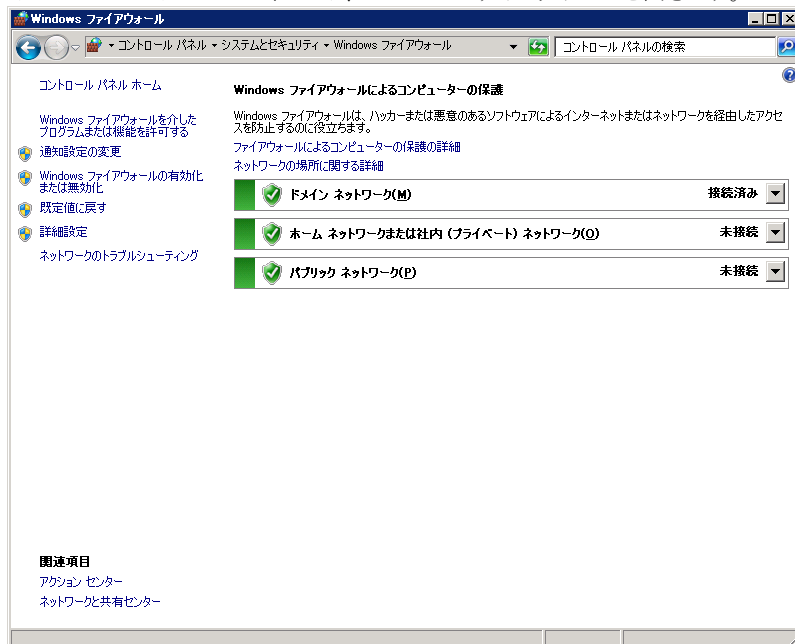 Windows ファイアウォール
コントロール パネル システムとセキュリティ Windows ファイアウォール
コントロール パネルの検索
コントロール パネル ホーム
Windows ファイアウォールを介した
プログラムまたは機能を許可する
通知設定の変更
Windows ファイアウォールの有効化
または無効化
既定値に戻す
詳細設定
ネットワークのトラブルシューティング
Windows ファイアウォールによるコンピューターの保護
Windows ファイアウォールは、ハッカーまたは悪意のあるソフトウェアによるインターネットまたはネットワークを経由したアクセ
スを防止するのに役立ちます。
ファイアウォールによるコンピューターの保護の詳細
ネットワークの場所に関する詳細
ドメイン ネットワーク(M) 接続済み
ホーム ネットワークまたは社内 (プライベート) ネットワーク(O) 未接続
パブリック ネットワーク(P) 未接続
関連項目
アクション センター
ネットワークと共有センター